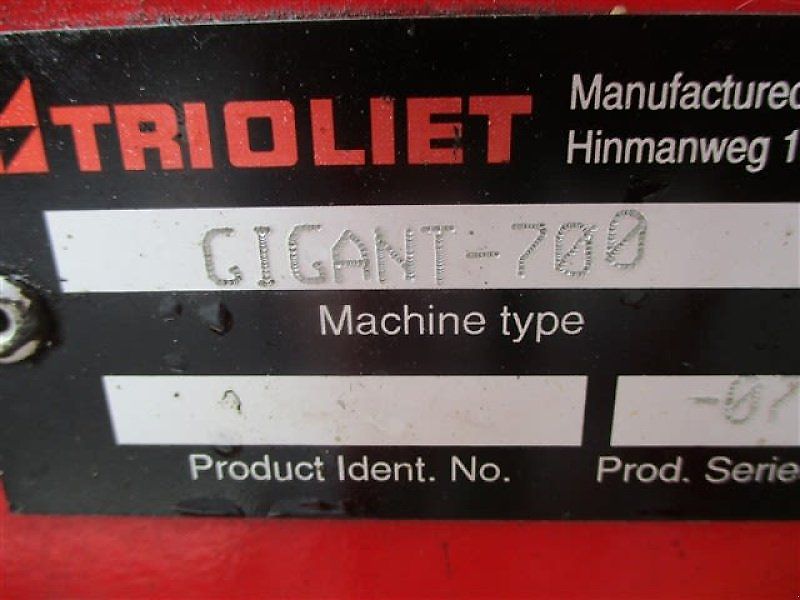 TRIOLIET
Manufactured
Hinmanweg 1
GIGANT-700
Machine type
Product Ident. No.
Prod. Serie